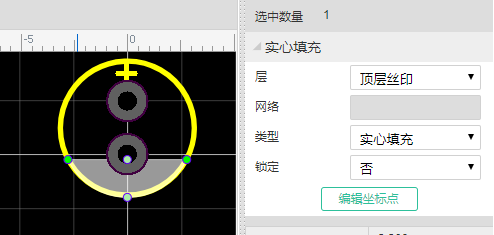 -5
0
选中数量 1
实心填充
层 顶层丝印
网络
类型 实心填充
锁定 否
编辑坐标点